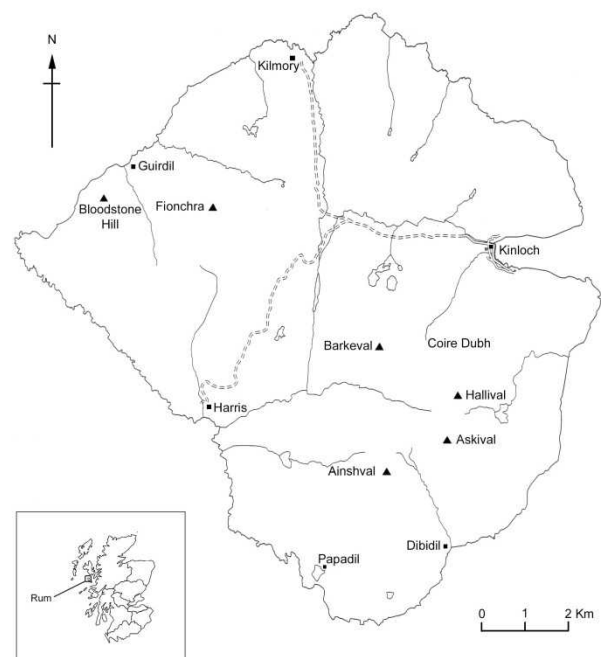 N
Kilmory
Guirdil
Bloodstone
Hill
Fionchra
Kinloch
Barkeval
Coire Dubh
Hallival
Harris
Askival
Ainshval
Dibidil
Papadil
Rum
0 1 2 Km